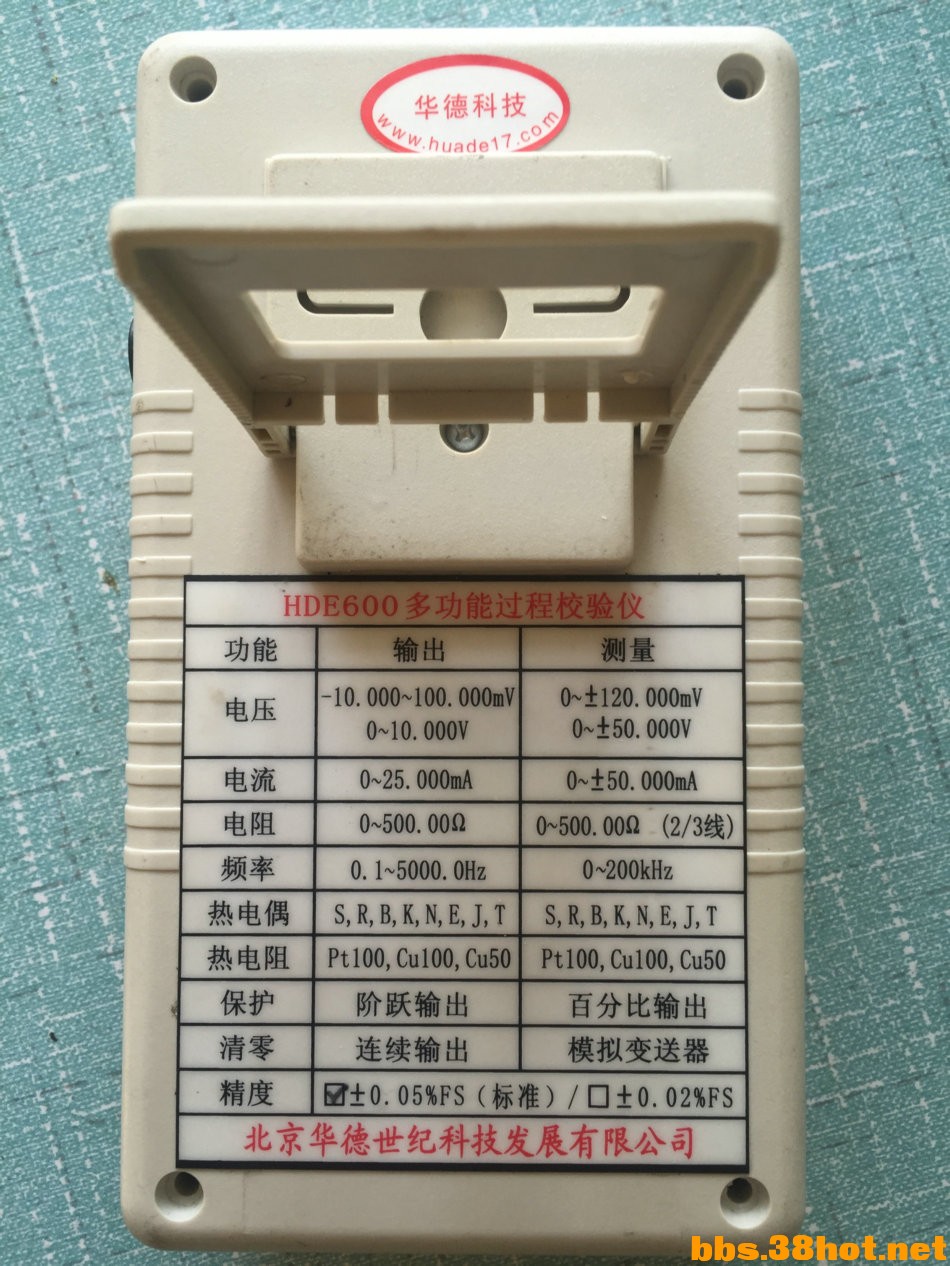 华德科技
www.huade17.com
HDE600多功能过程校验仪
功能 输出 测量
电压 -10.000~100.000mV 0~±120.000mV
0~10.000V 0~±50.000V
电流 0~25.000mA 0~±50.000mA
电阻 0~500.00Ω 0~500.00Ω (2/3线)
频率 0.1~5000.0Hz 0~200kHz
热电偶 S,R,B,K,N,E,J,T S,R,B,K,N,E,J,T
热电阻 Pt100,Cu100,Cu50 Pt100,Cu100,Cu50
保护 阶跃输出 百分比输出
清零 连续输出 模拟变送器
精度 ☑±0.05%FS(标准)/☐±0.02%FS
北京华德世纪科技发展有限公司
bbs.38hot.net